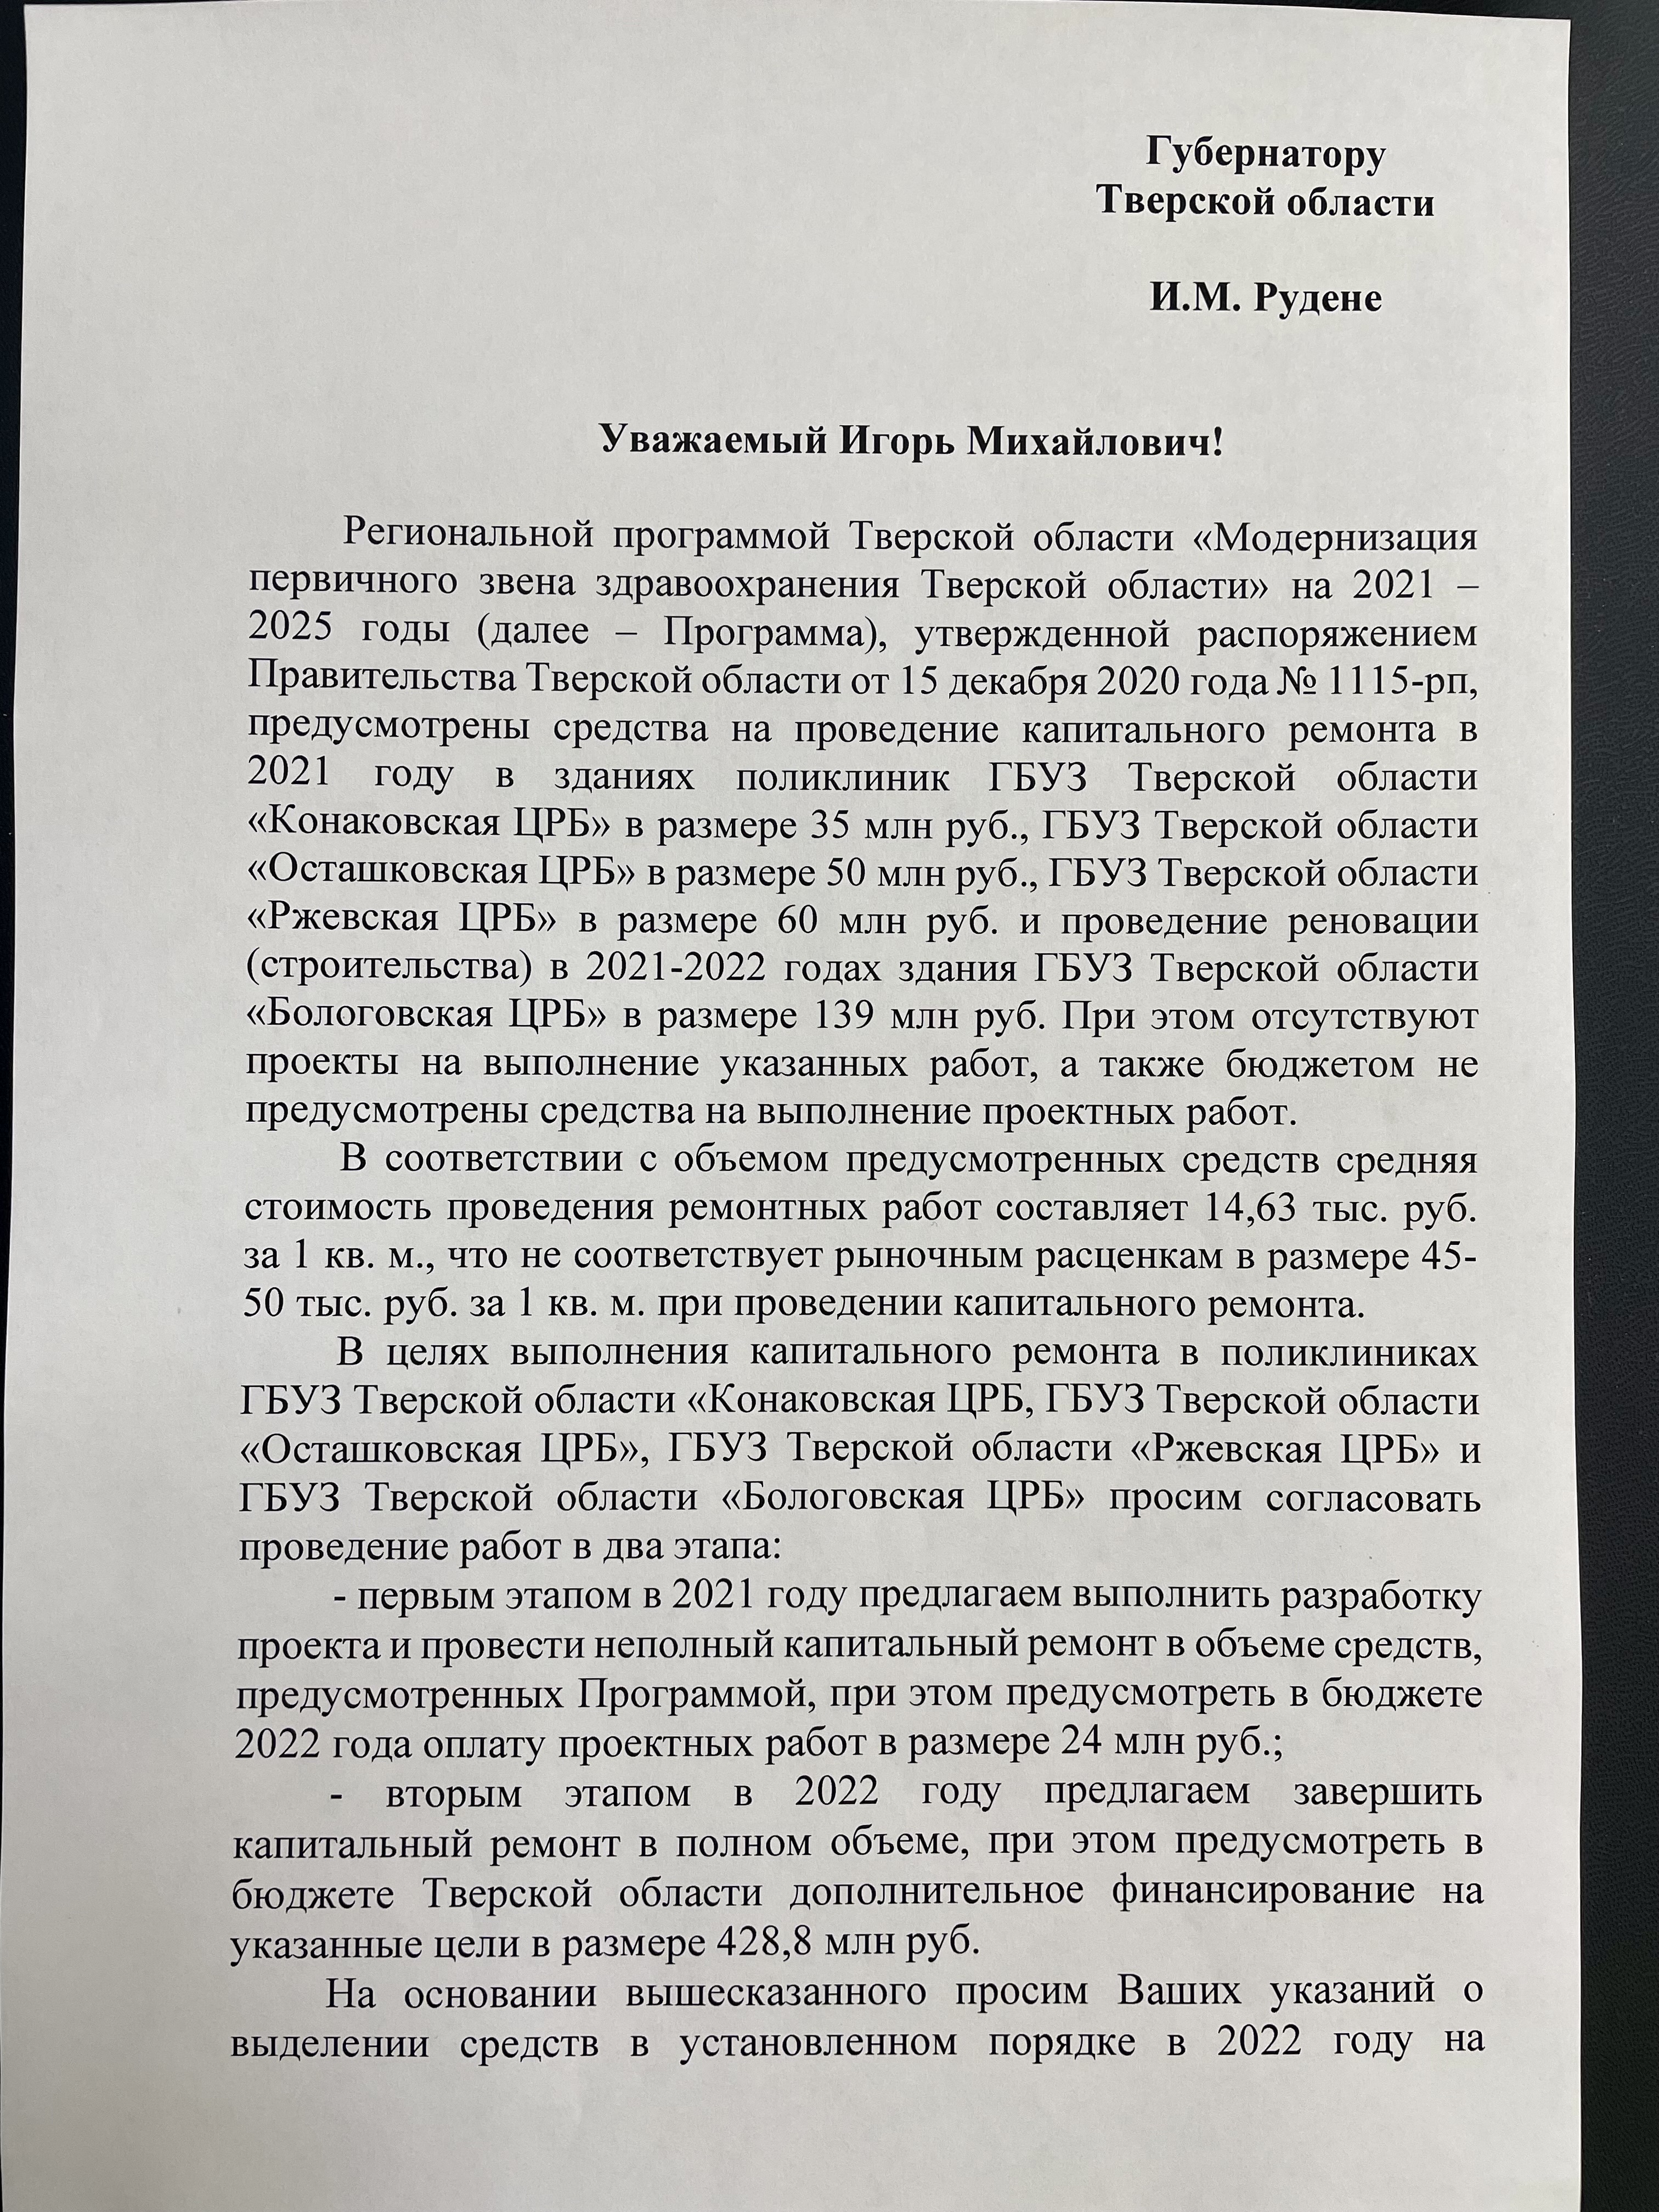 Губернатору
Тверской области
И.М. Рудене
Уважаемый Игорь Михайлович!
Региональной программой Тверской области «Модернизация
первичного звена здравоохранения Тверской области» на 2021 –
2025 годы (далее – Программа), утвержденной распоряжением
Правительства Тверской области от 15 декабря 2020 года № 1115-рп,
предусмотрены средства на проведение капитального ремонта в
2021 году в зданиях поликлиник ГБУЗ Тверской области
«Конаковская ЦРБ» в размере 35 млн руб., ГБУЗ Тверской области
«Осташковская ЦРБ» в размере 50 млн руб., ГБУЗ Тверской области
«Ржевская ЦРБ» в размере 60 млн руб. и проведение реновации
(строительства) в 2021-2022 годах здания ГБУЗ Тверской области
«Бологовская ЦРБ» в размере 139 млн руб. При этом отсутствуют
проекты на выполнение указанных работ, а также бюджетом не
предусмотрены средства на выполнение проектных работ.
В соответствии с объемом предусмотренных средств средняя
стоимость проведения ремонтных работ составляет 14,63 тыс. руб.
за 1 кв. м., что не соответствует рыночным расценкам в размере 45-
50 тыс. руб. за 1 кв. м. при проведении капитального ремонта.
В целях выполнения капитального ремонта в поликлиниках
ГБУЗ Тверской области «Конаковская ЦРБ, ГБУЗ Тверской области
«Осташковская ЦРБ», ГБУЗ Тверской области «Ржевская ЦРБ» и
ГБУЗ Тверской области «Бологовская ЦРБ» просим согласовать
проведение работ в два этапа:
- первым этапом в 2021 году предлагаем выполнить разработку
проекта и провести неполный капитальный ремонт в объеме средств,
предусмотренных Программой, при этом предусмотреть в бюджете
2022 года оплату проектных работ в размере 24 млн руб.;
- вторым этапом в 2022 году предлагаем завершить
капитальный ремонт в полном объеме, при этом предусмотреть в
бюджете Тверской области дополнительное финансирование на
указанные цели в размере 428,8 млн руб.
На основании вышесказанного просим Ваших указаний о
выделении средств в установленном порядке в 2022 году на